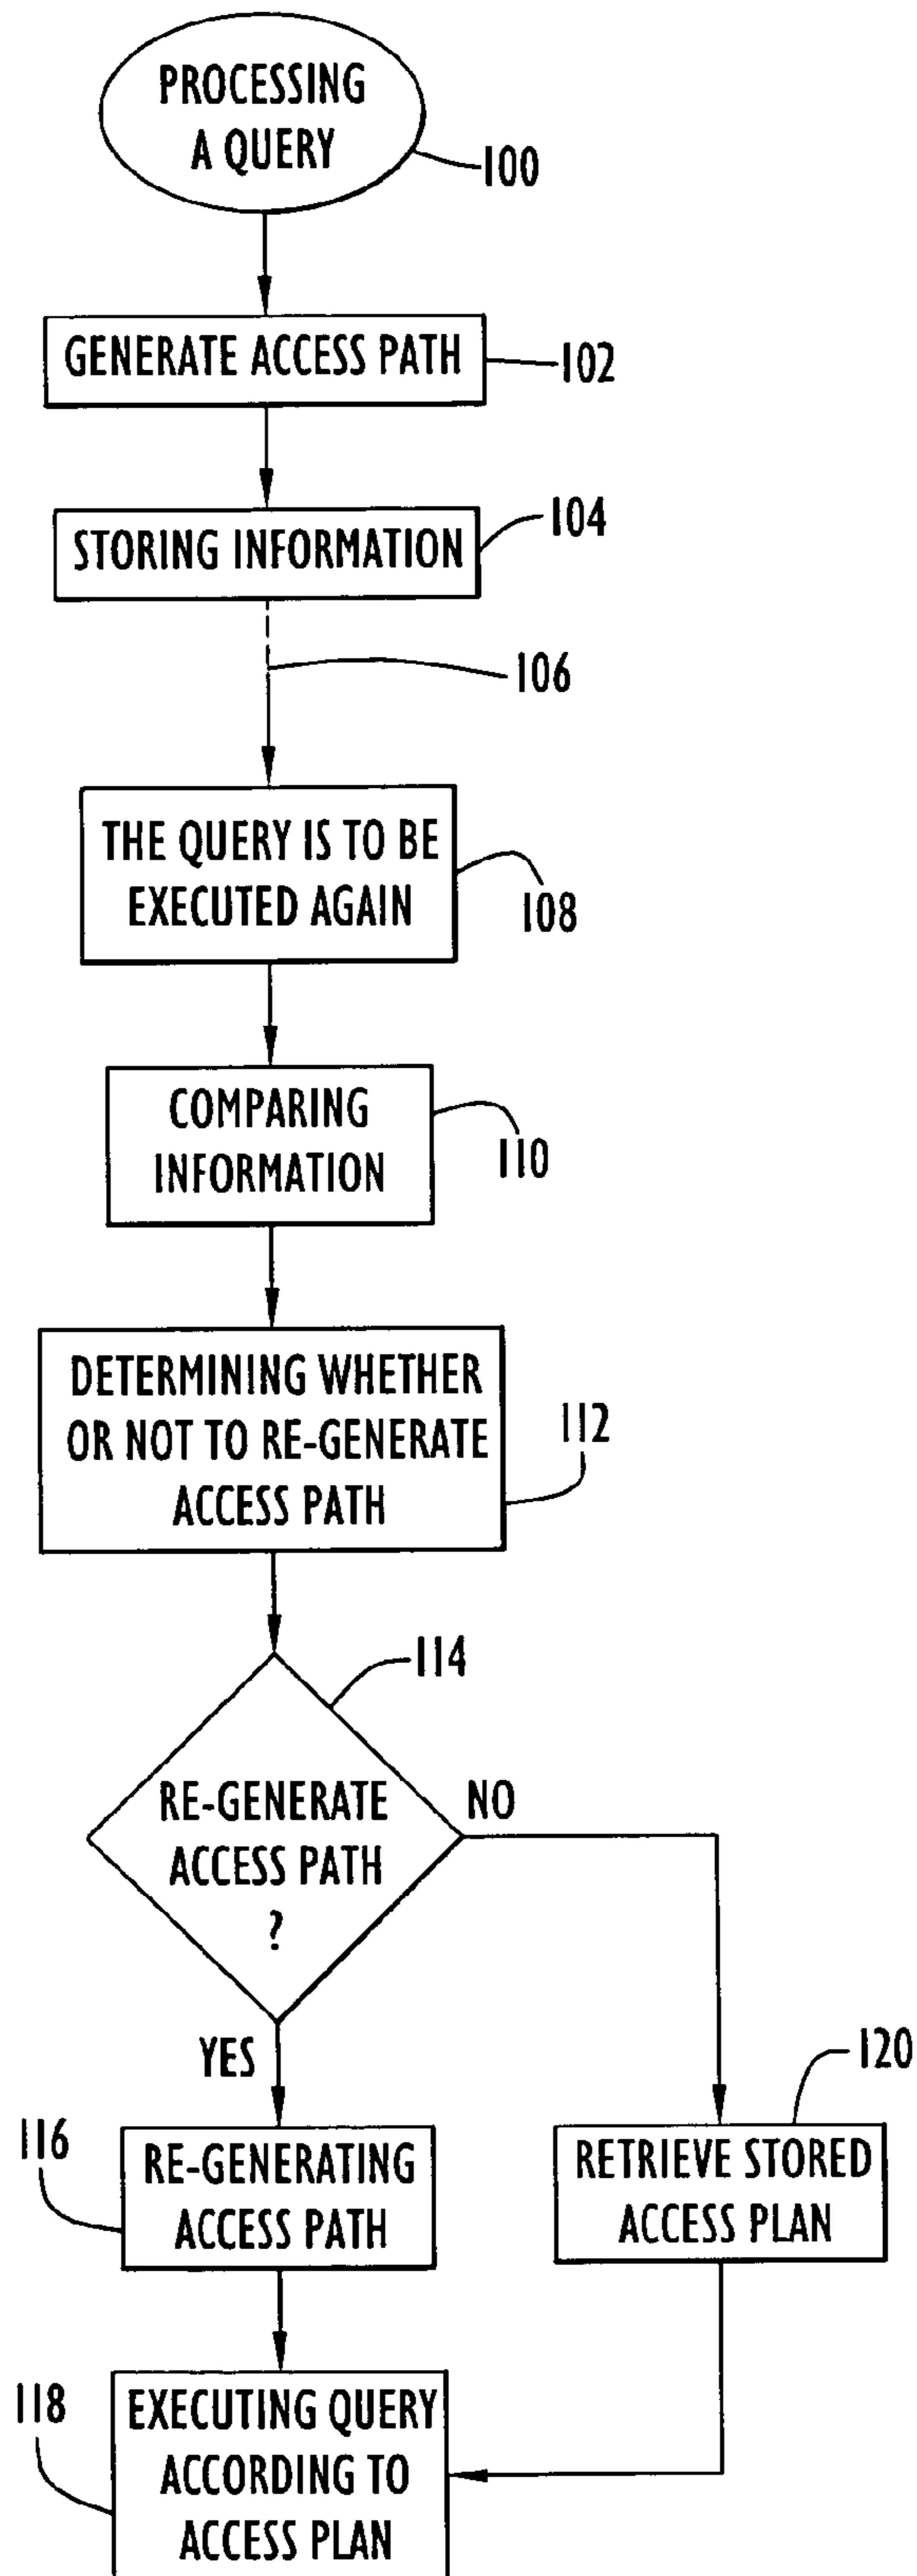 PROCESSING
A QUERY
100
GENERATE ACCESS PATH
102
STORING INFORMATION
104
106
THE QUERY IS TO BE
EXECUTED AGAIN
108
COMPARING
INFORMATION
110
DETERMINING WHETHER
OR NOT TO RE-GENERATE
ACCESS PATH
112
114
RE-GENERATE
ACCESS PATH
?
NO
YES
116
RE-GENERATING
ACCESS PATH
120
RETRIEVE STORED
ACCESS PLAN
118
EXECUTING QUERY
ACCORDING TO
ACCESS PLAN